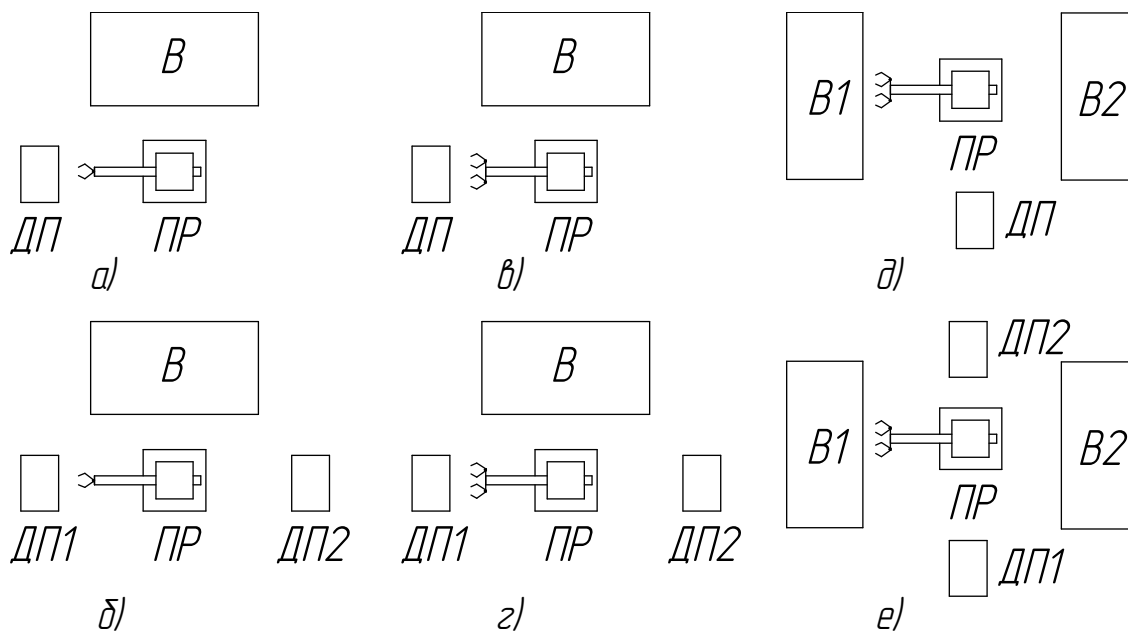 В
ДП ПР
а)
В
ДП ПР
в)
В1 ПР В2
ДП
д)
В
ДП1 ПР ДП2
б)
В
ДП1 ПР ДП2
г)
ДП2
В1 ПР В2
ДП1
е)